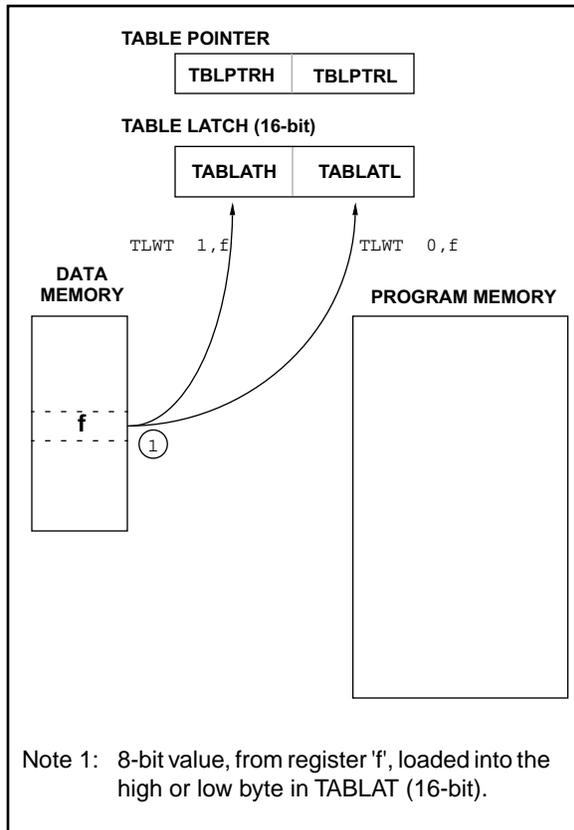 TABLE POINTER
TBLPTRH TBLPTRL
TABLE LATCH (16-bit)
TABLATH TABLATL
TLWT 1,f TLWT 0,f
DATA
MEMORY
PROGRAM MEMORY
f
1
Note 1: 8-bit value, from register 'f', loaded into the
high or low byte in TABLAT (16-bit).